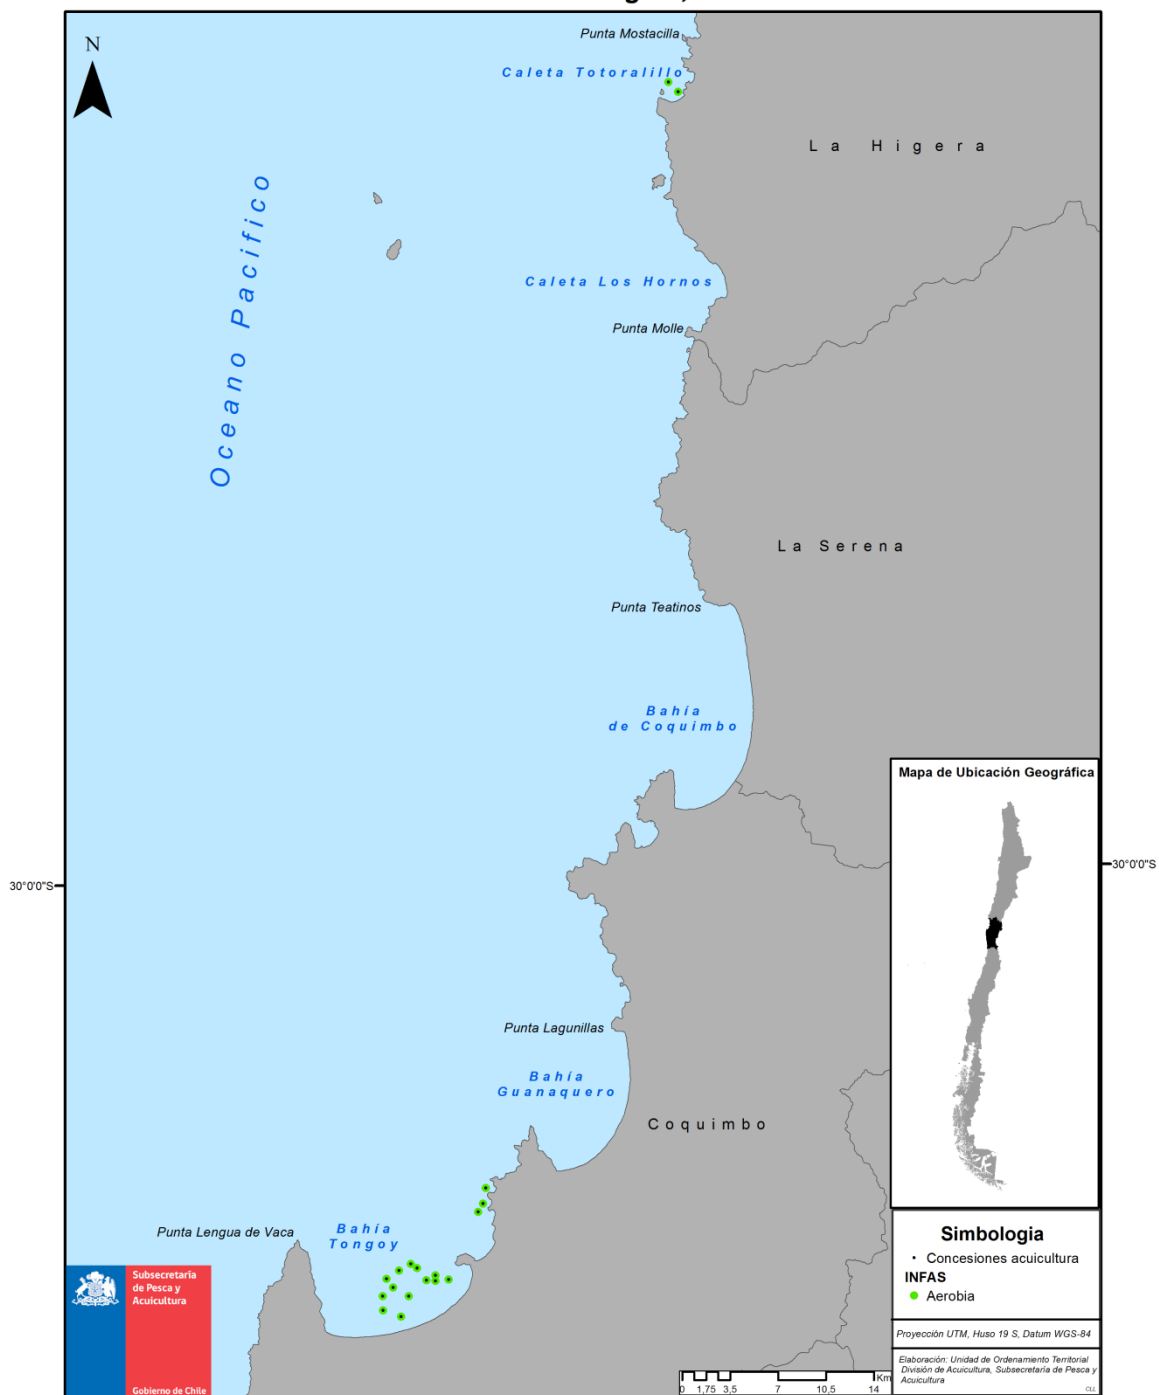 N
Punta Mostacilla
Caleta Totoralillo
La Higera
Oceano Pacifico
Caleta Los Hornos
Punta Molle
La Serena
Punta Teatinos
Bahía
de Coquimbo
Mapa de Ubicación Geográfica
30°0'0"S
30°0'0"S
Punta Lagunillas
Bahía
Guanaquero
Coquimbo
Punta Lengua de Vaca
Bahía
Tongoy
Simbologia
Concesiones acuicultura
INFAS
Aerobia
Proyección UTM, Huso 19 S, Datum WGS-84
Elaboración: Unidad de Ordenamiento Territorial
División de Acuicultura, Subsecretaría de Pesca y
Acuicultura
CLL
Subsecretaría
de Pesca y
Acuicultura
Gobierno de Chile
Km
0 1,75 3,5 7 10,5 14